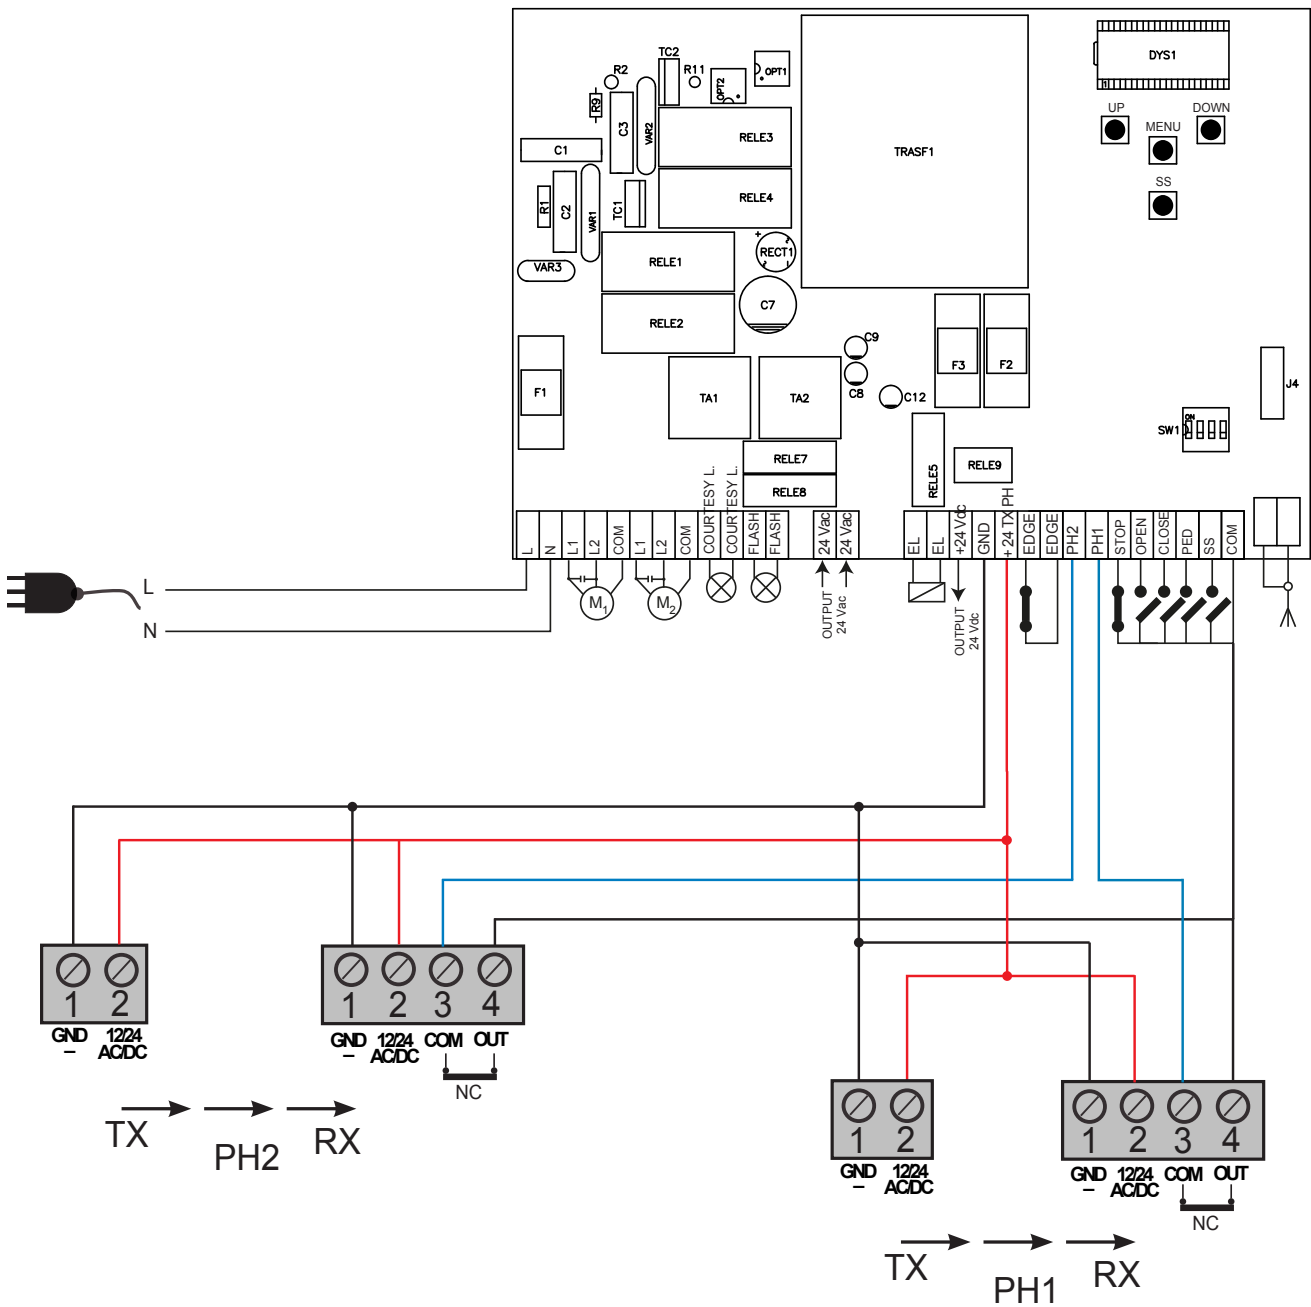 DYS1
1
UP
DOWN
MENU
SS
TC2
R2
R11
OPT2
OPT1
R9
C3
VAR2
RELE3
TRASF1
C1
RELE4
R1
C2
VAR1
TC1
+
RECT1
VAR3
RELE1
C7
RELE2
C9
C8
C12
F3
F2
J4
F1
TA1
TA2
ON
SW1
RELE7
RELE8
RELE5
RELE9
L
N
L1
L2
COM
L1
L2
COM
COURTESY L.
COURTESY L.
FLASH
FLASH
24 Vac
24 Vac
EL
EL
+24 Vdc
GND
+ 24 TX PH
EDGE
EDGE
PH2
PH1
STOP
OPEN
CLOSE
PED
SS
COM
L
N
M1
M2
OUTPUT
24 Vac
OUTPUT
24 Vdc
1 2
GND 12/24
– AC/DC
1 2 3 4
GND 12/24 COM OUT
– AC/DC
NC
TX PH2 RX
1 2
GND 12/24
– AC/DC
1 2 3 4
GND 12/24 COM OUT
– AC/DC
NC
TX PH1 RX